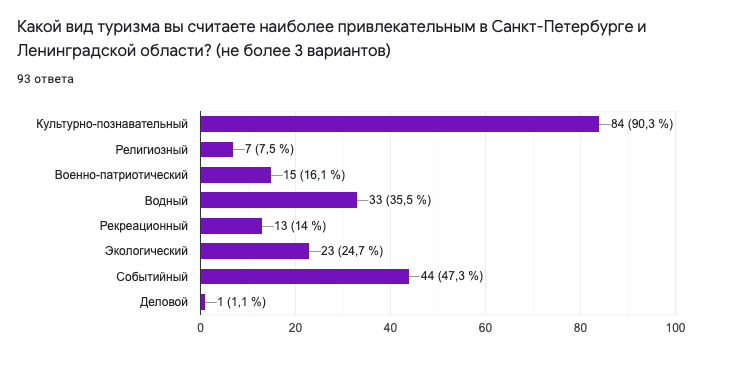 Какой вид туризма вы считаете наиболее привлекательным в Санкт-Петербурге и
Ленинградской области? (не более 3 вариантов)
93 ответа
Культурно-познавательный 84 (90,3 %)
Религиозный 7 (7,5 %)
Военно-патриотический 15 (16,1 %)
Водный 33 (35,5 %)
Рекреационный 13 (14 %)
Экологический 23 (24,7 %)
Событийный 44 (47,3 %)
Деловой 1 (1,1 %)
0 20 40 60 80 100